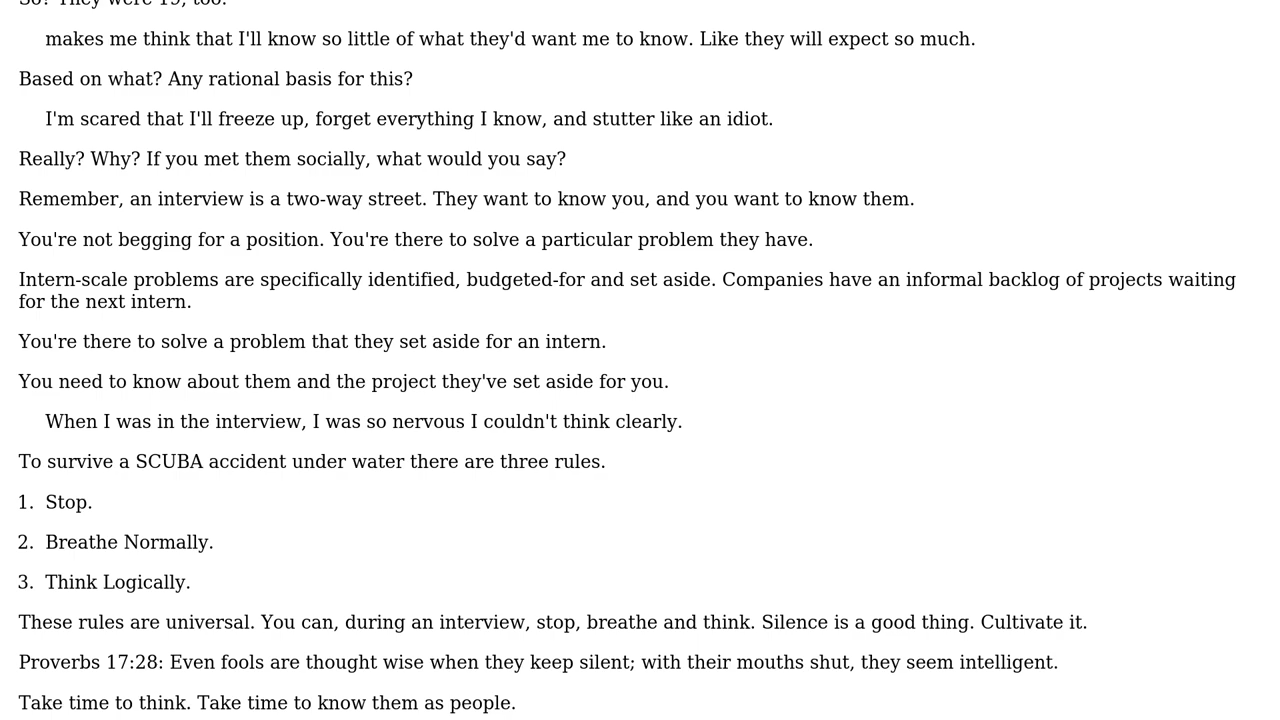 So? They were 19, too.
makes me think that I'll know so little of what they'd want me to know. Like they will expect so much.
Based on what? Any rational basis for this?
I'm scared that I'll freeze up, forget everything I know, and stutter like an idiot.
Really? Why? If you met them socially, what would you say?
Remember, an interview is a two-way street. They want to know you, and you want to know them.
You're not begging for a position. You're there to solve a particular problem they have.
Intern-scale problems are specifically identified, budgeted-for and set aside. Companies have an informal backlog of projects waiting
for the next intern.
You're there to solve a problem that they set aside for an intern.
You need to know about them and the project they've set aside for you.
When I was in the interview, I was so nervous I couldn't think clearly.
To survive a SCUBA accident under water there are three rules.
1. Stop.
2. Breathe Normally.
3. Think Logically.
These rules are universal. You can, during an interview, stop, breathe and think. Silence is a good thing. Cultivate it.
Proverbs 17:28: Even fools are thought wise when they keep silent; with their mouths shut, they seem intelligent.
Take time to think. Take time to know them as people.